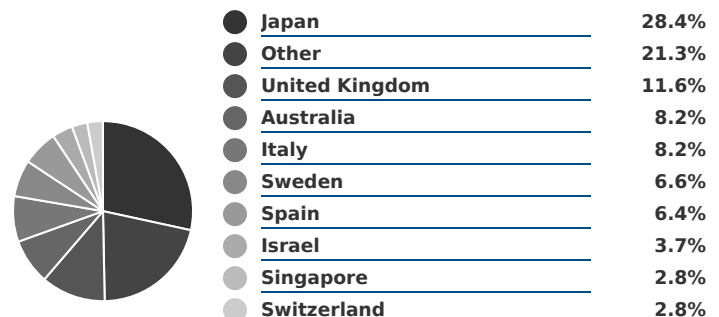 Japan 28.4%
Other 21.3%
United Kingdom 11.6%
Australia 8.2%
Italy 8.2%
Sweden 6.6%
Spain 6.4%
Israel 3.7%
Singapore 2.8%
Switzerland 2.8%